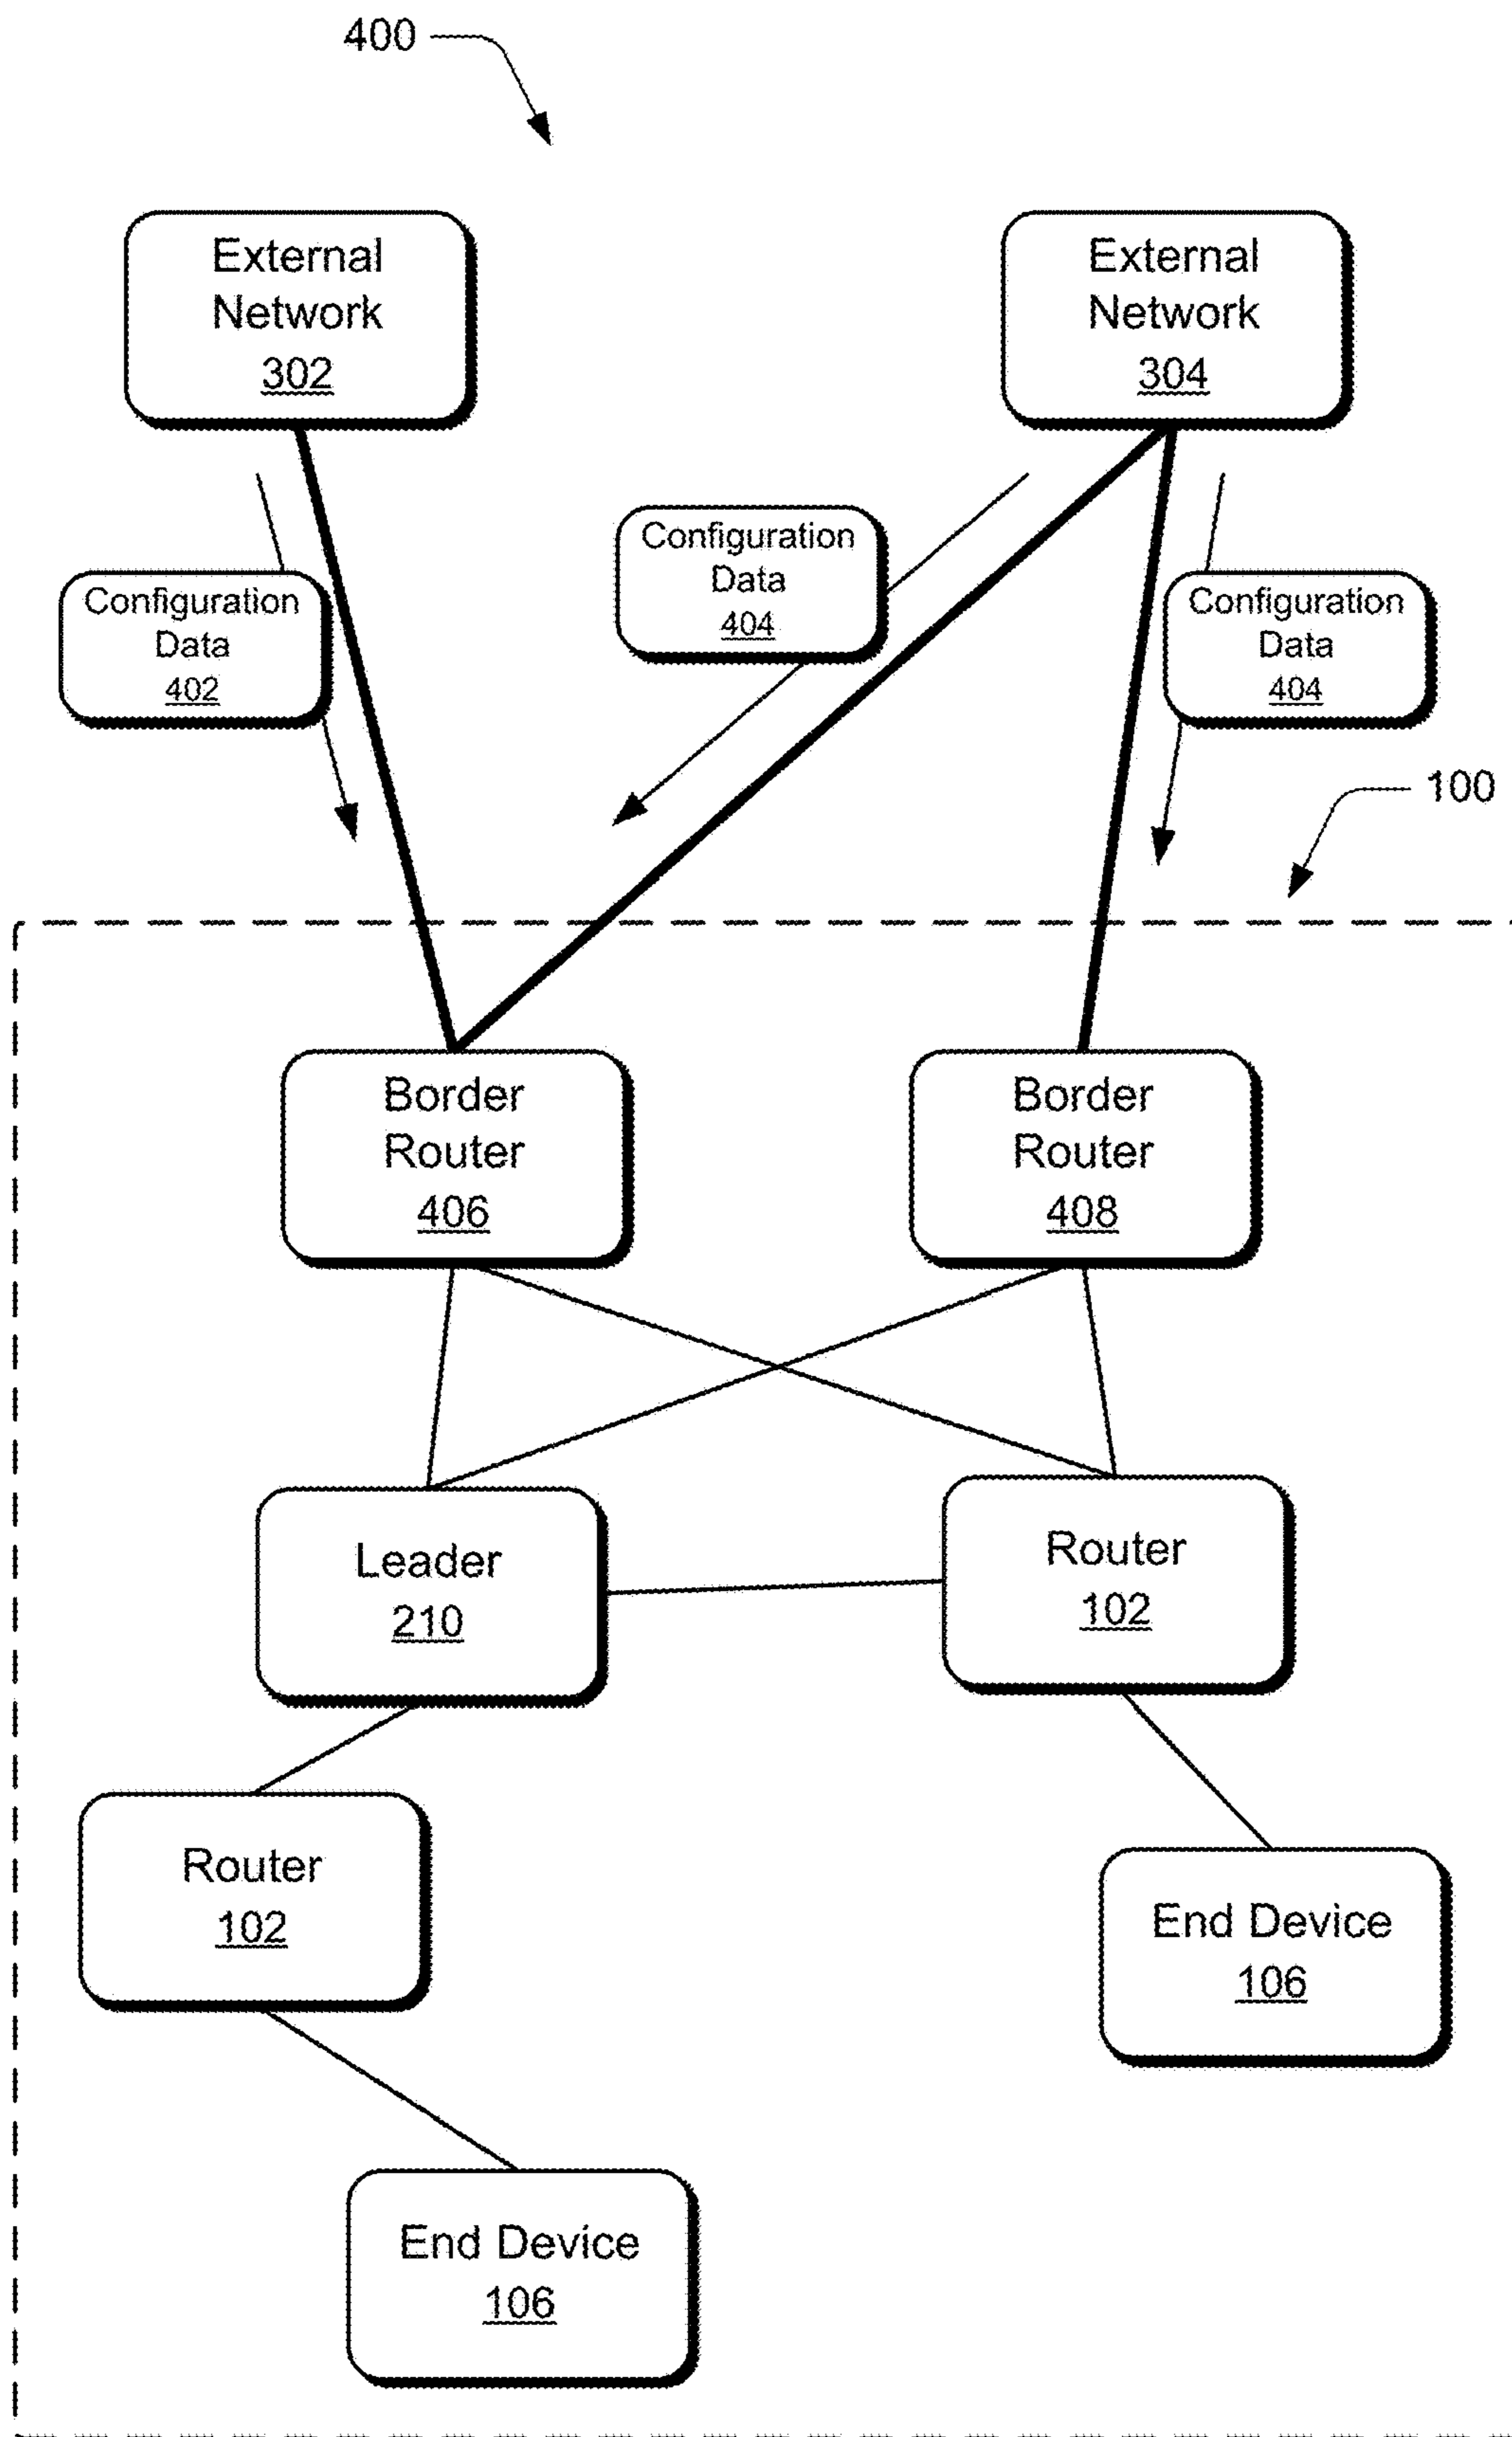 400
External
Network
302
External
Network
304
Configuration
Data
404
Configuration
Data
402
Configuration
Data
404
100
Border
Router
406
Border
Router
408
Leader
210
Router
102
Router
102
End Device
106
End Device
106